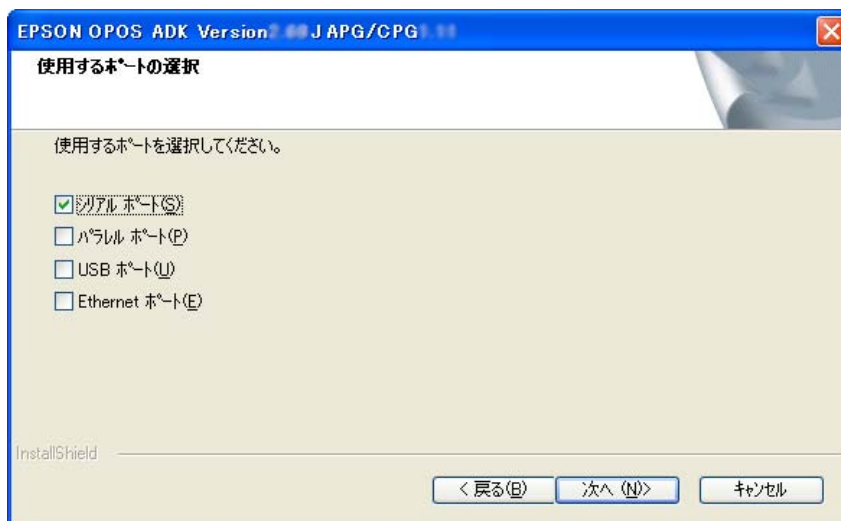 EPSON OPOS ADK Version J APG/CPG
使用するポートの選択
使用するポートを選択してください。
シリアル ポート(S)
パラレル ポート(P)
USB ポート(U)
Ethernet ポート(E)
InstallShield
< 戻る(B)
次へ (N)>
キャンセル